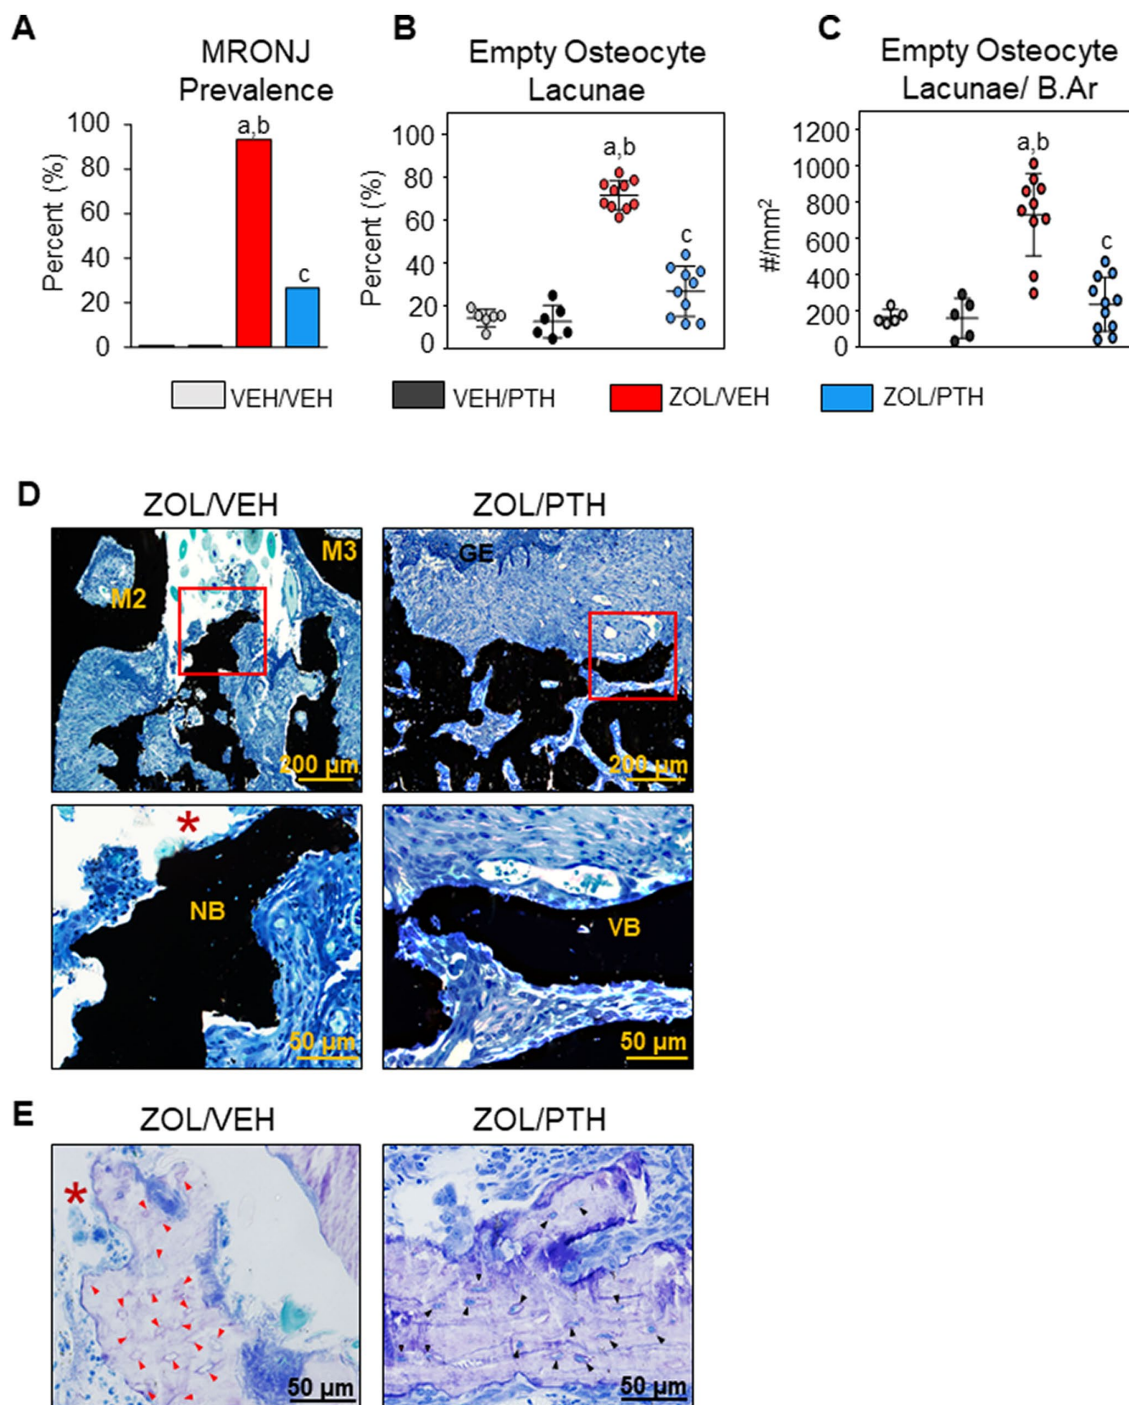 A
MRONJ
Prevalence
Percent (%)
100
80
60
40
20
0
a,b
c
B
Empty Osteocyte
Lacunae
Percent (%)
100
80
60
40
20
0
a,b
c
C
Empty Osteocyte
Lacunae/ B.Ar
#/mm²
1200
1000
800
600
400
200
0
a,b
c
VEH/VEH
VEH/PTH
ZOL/VEH
ZOL/PTH
D
ZOL/VEH
ZOL/PTH
M2
M3
200 µm
GE
200 µm
*
NB
50 µm
VB
50 µm
E
ZOL/VEH
ZOL/PTH
*
50 µm
50 µm